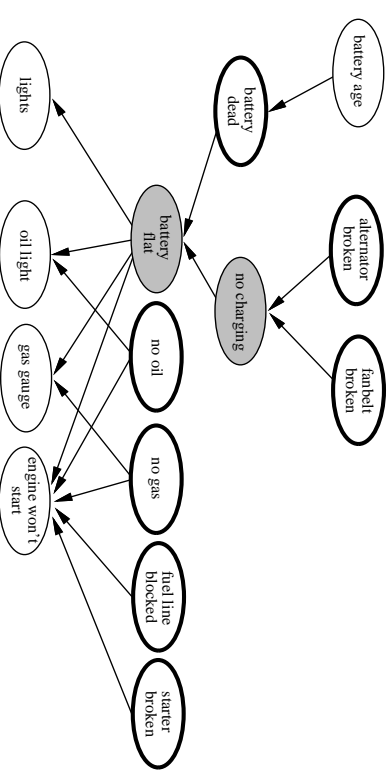 battery age
alternator
broken
fanbelt
broken
battery
dead
no charging
battery
flat
no oil
no gas
fuel line
blocked
starter
broken
lights
oil light
gas gauge
engine won't
start